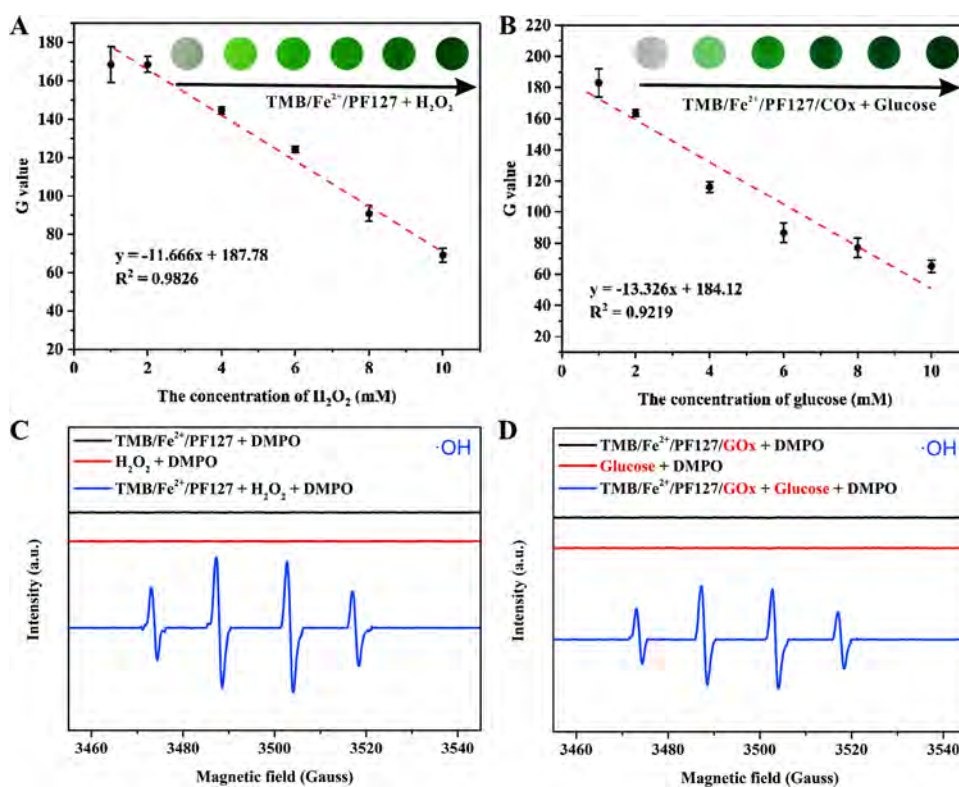 A
G value
180
160
140
120
100
80
60
40
20
0
2
4
6
8
10
TMB/Fe²⁺/PF127 + H₂O₂
y = -11.666x + 187.78
R² = 0.9826
The concentration of H₂O₂ (mM)
B
G value
220
200
180
160
140
120
100
80
60
40
20
0
2
4
6
8
10
TMB/Fe²⁺/PF127/COx + Glucose
y = -13.326x + 184.12
R² = 0.9219
The concentration of glucose (mM)
C
TMB/Fe²⁺/PF127 + DMPO
H₂O₂ + DMPO
TMB/Fe²⁺/PF127 + H₂O₂ + DMPO
·OH
Intensity (a.u.)
3460
3480
3500
3520
3540
Magnetic field (Gauss)
D
TMB/Fe²⁺/PF127/GOx + DMPO
Glucose + DMPO
TMB/Fe²⁺/PF127/GOx + Glucose + DMPO
·OH
Intensity (a.u.)
3460
3480
3500
3520
3540
Magnetic field (Gauss)